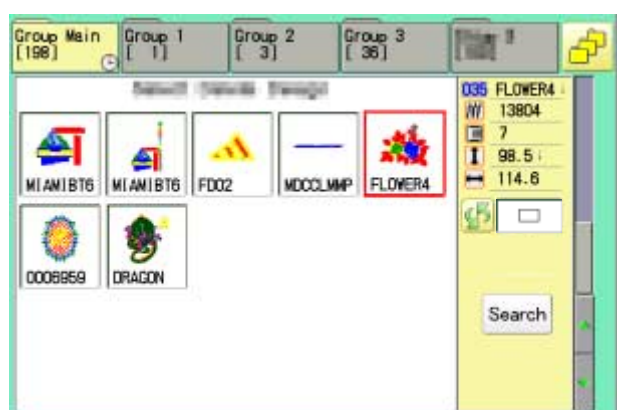 Group Main
[198]
Group 1
[ 1]
Group 2
[ 3]
Group 3
[ 36]
035 FLOWER4
13804
7
98.5
114.6
MIAMIBT6
MIAMIBT6
FD02
MDCCLMMP
FLOWER4
0006959
DRAGON
Search